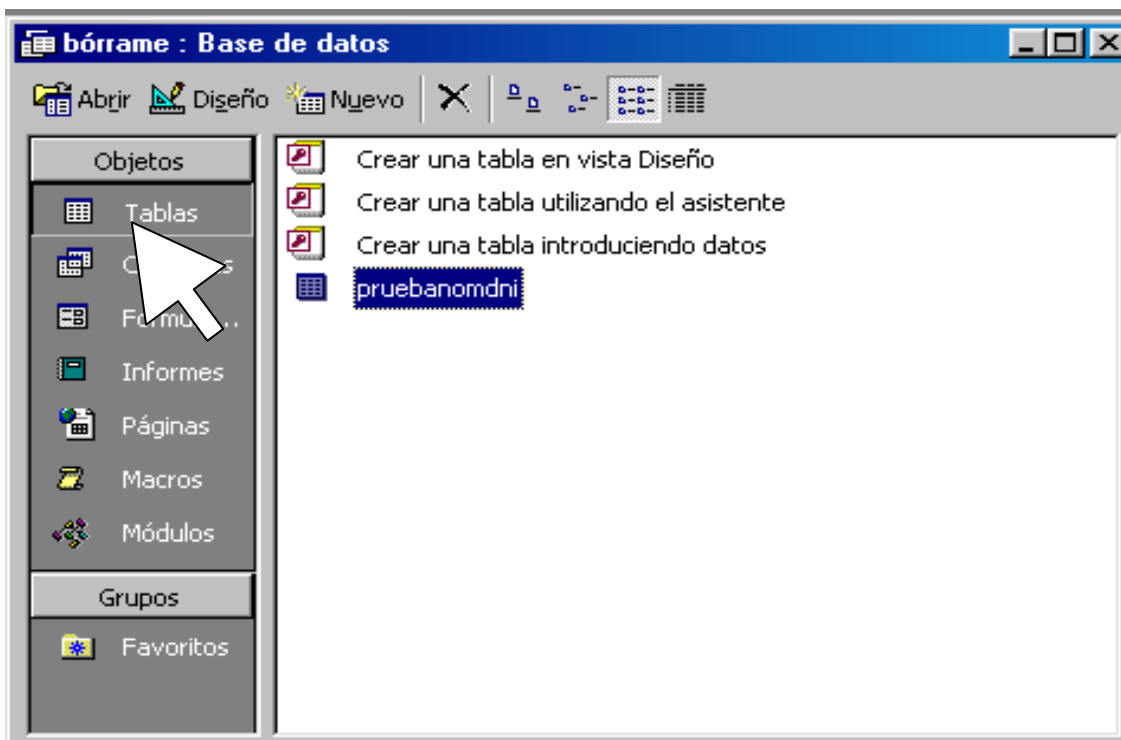 bórrame : Base de datos
Abrir Diseño Nuevo
Objetos
Tablas
Informes
Páginas
Macros
Módulos
Grupos
Favoritos
Crear una tabla en vista Diseño
Crear una tabla utilizando el asistente
Crear una tabla introduciendo datos
pruebanomdni